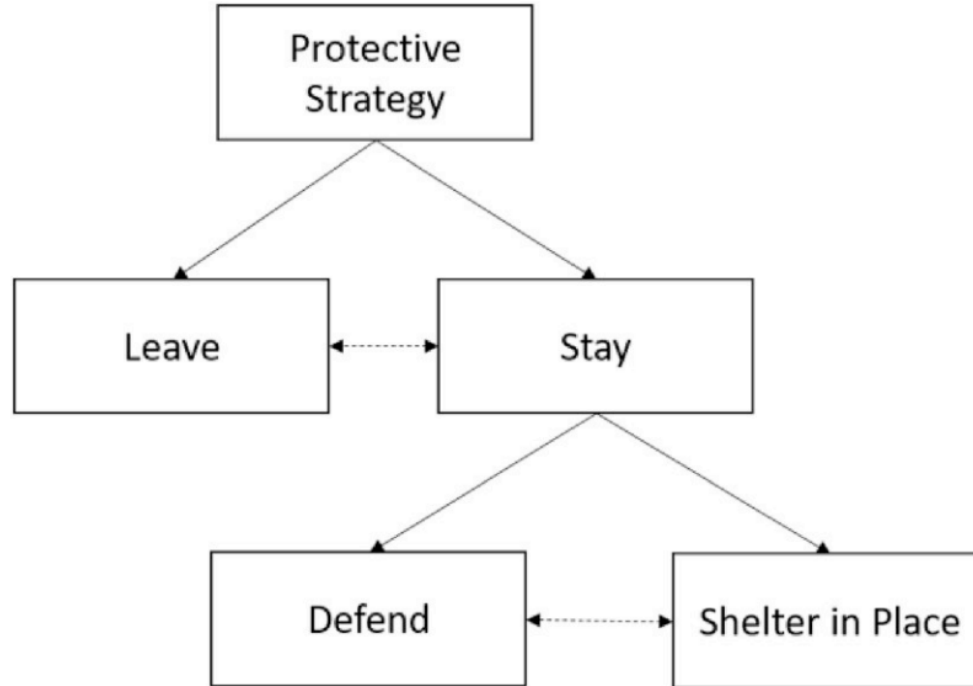 Protective
Strategy
Leave
Stay
Defend
Shelter in Place